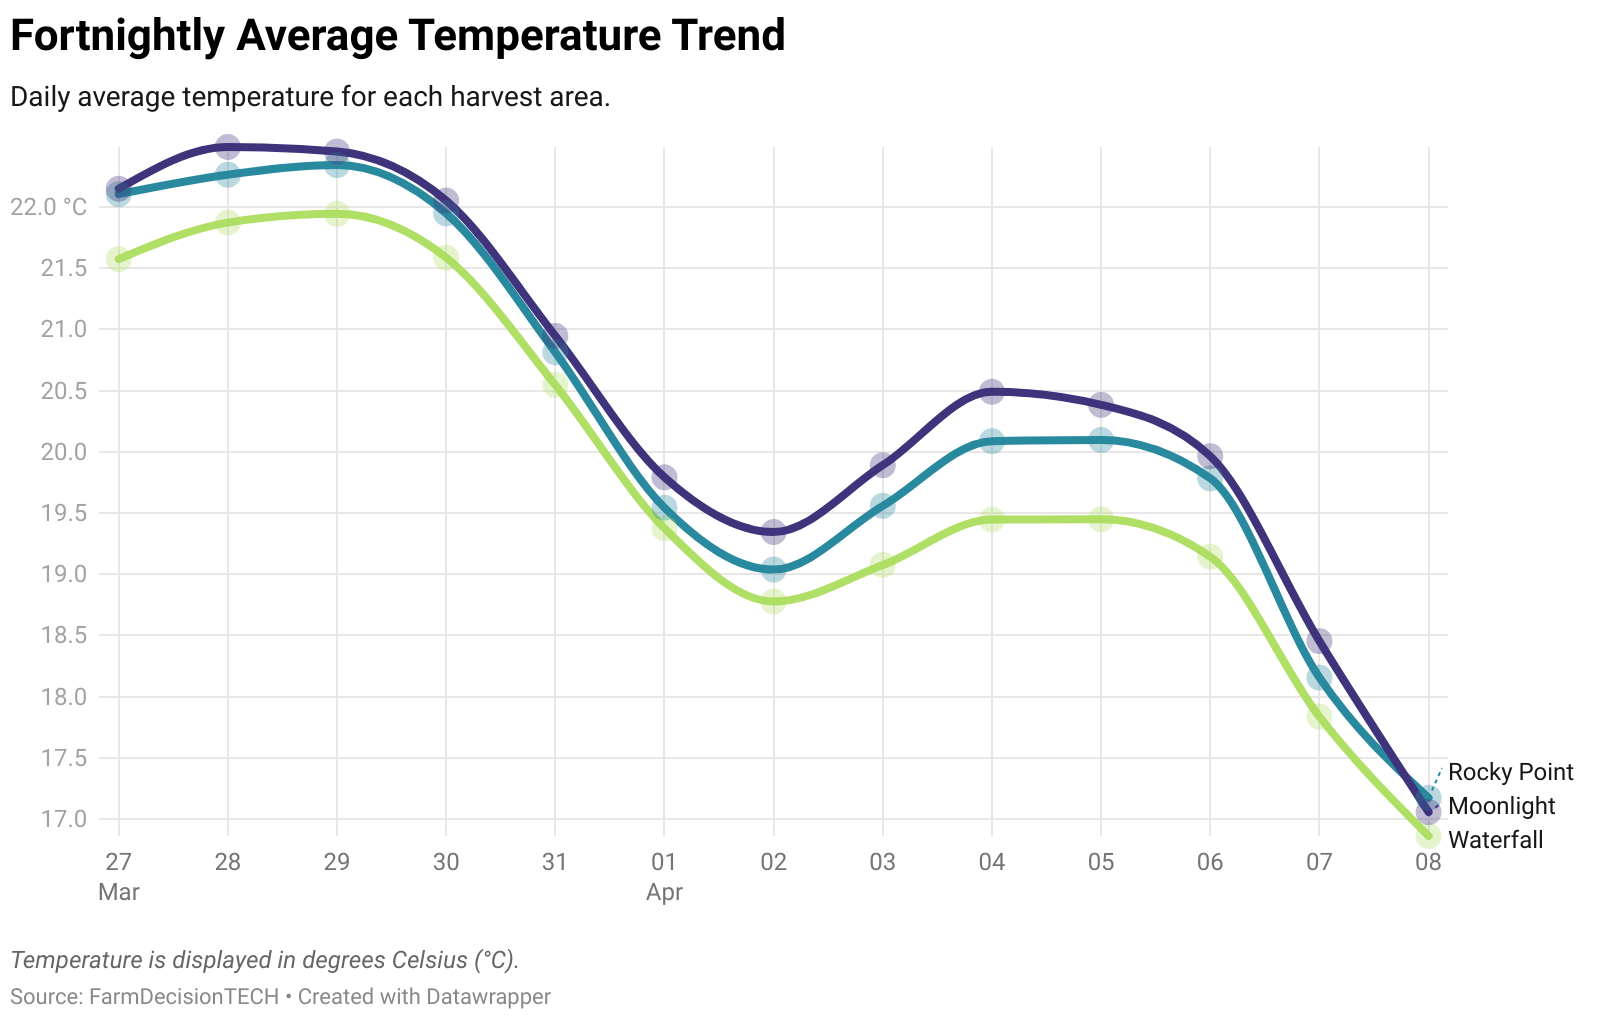 Fortnightly Average Temperature Trend
Daily average temperature for each harvest area.
22.0 °C
21.5
21.0
20.5
20.0
19.5
19.0
18.5
18.0
17.5
17.0
Rocky Point
Moonlight
Waterfall
27 28 29 30 31 01 02 03 04 05 06 07 08
Mar Apr
Temperature is displayed in degrees Celsius (°C).
Source: FarmDecisionTECH • Created with Datawrapper